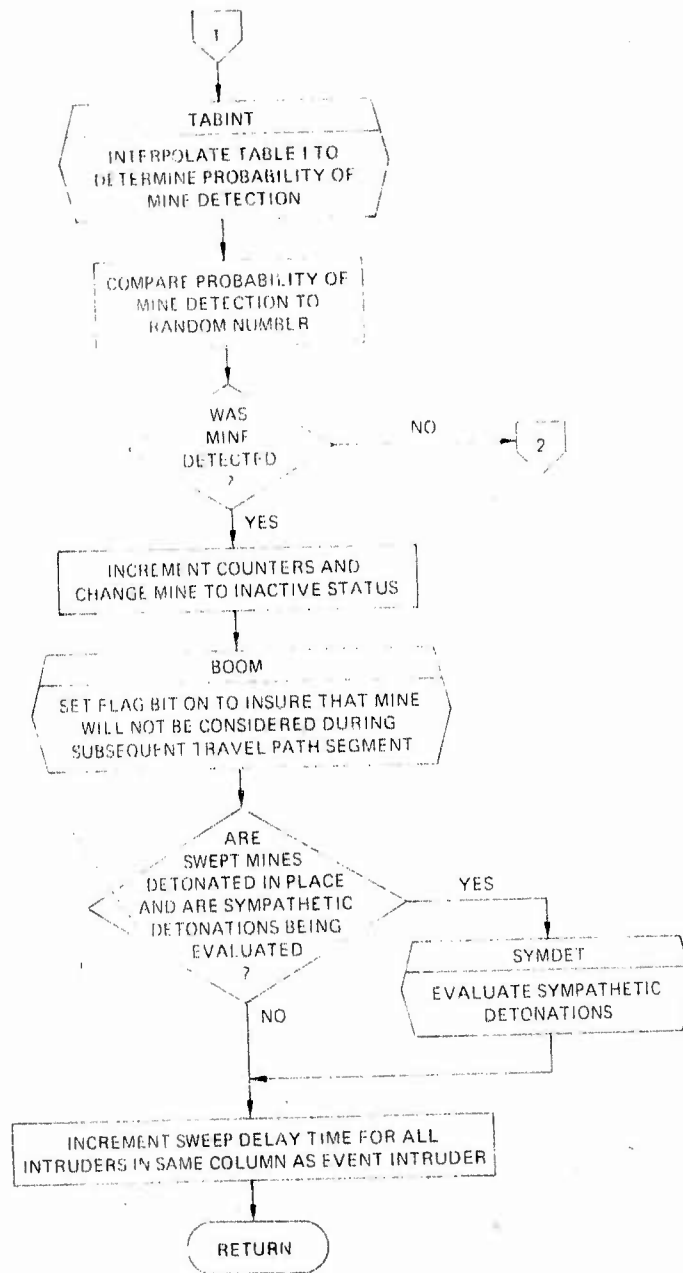 1
TABINT
INTERPOLATE TABLE I TO
DETERMINE PROBABILITY OF
MINE DETECTION
COMPARE PROBABILITY OF
MINE DETECTION TO
RANDOM NUMBER
WAS
MINE
DETECTED
?
NO
2
YES
INCREMENT COUNTERS AND
CHANGE MINE TO INACTIVE STATUS
BOOM
SET FLAG BIT ON TO INSURE THAT MINE
WILL NOT BE CONSIDERED DURING
SUBSEQUENT TRAVEL PATH SEGMENT
ARE
SWEPT MINES
DETONATED IN PLACE
AND ARE SYMPATHETIC
DETONATIONS BEING
EVALUATED
?
YES
SYMDET
EVALUATE SYMPATHETIC
DETONATIONS
NO
INCREMENT SWEEP DELAY TIME FOR ALL
INTRUDERS IN SAME COLUMN AS EVENT INTRUDER
RETURN